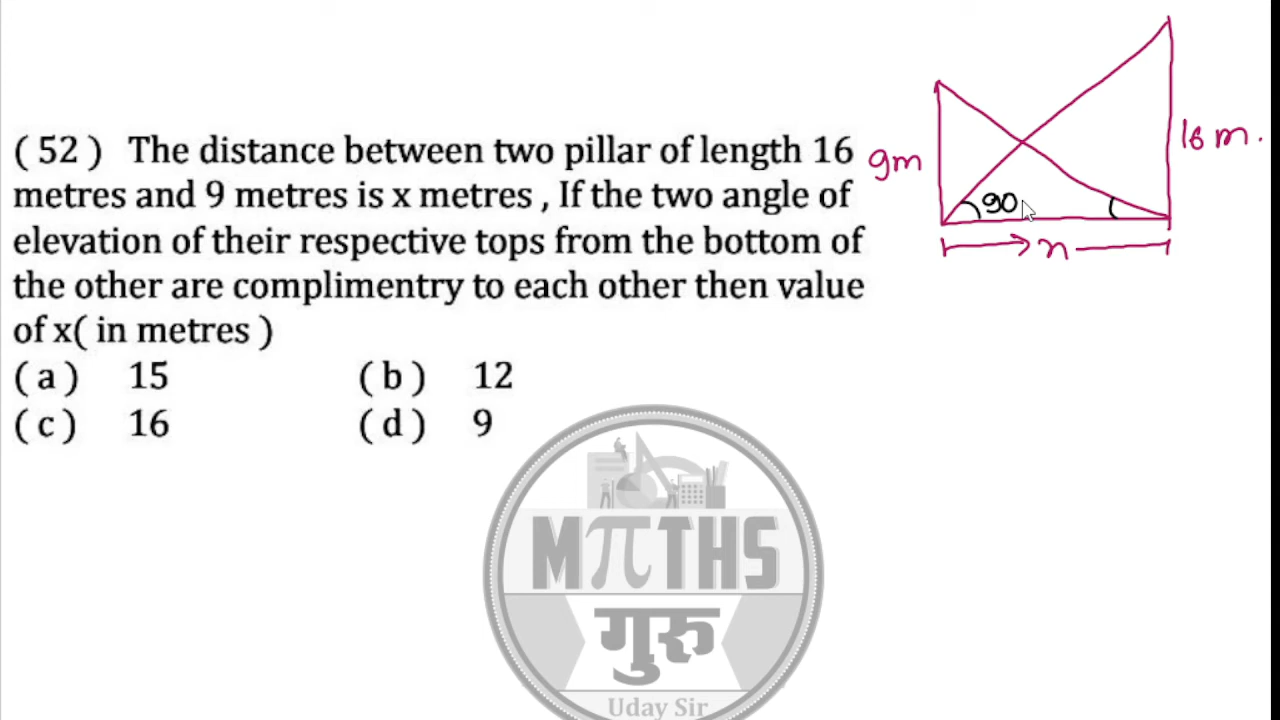 ( 52 ) The distance between two pillar of length 16
metres and 9 metres is x metres , If the two angle of
elevation of their respective tops from the bottom of
the other are complimentry to each other then value
of x( in metres )
( a ) 15 ( b ) 12
( c ) 16 ( d ) 9
9m
16 m.
90
x
MπTHS
गुरु
Uday Sir